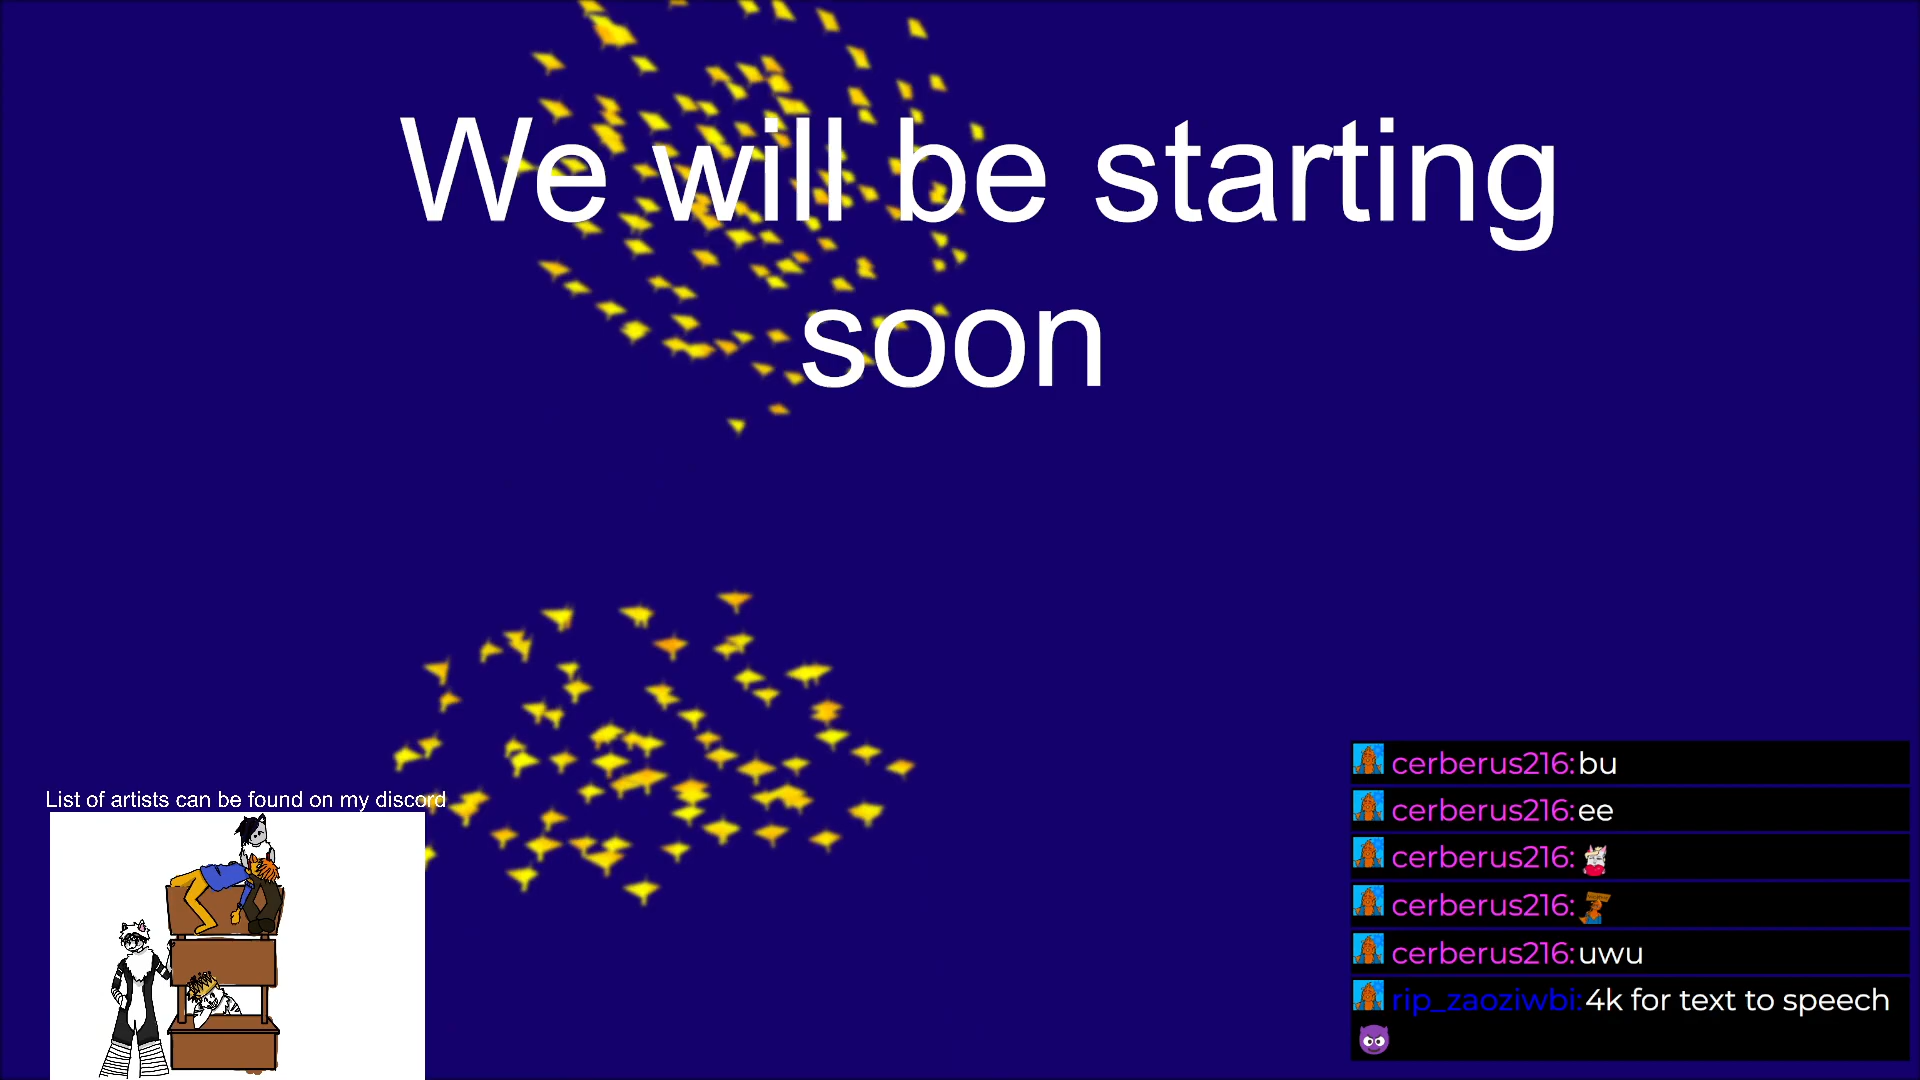 We will be starting
soon
List of artists can be found on my discord
cerberus216: bu
cerberus216: ee
cerberus216:
cerberus216:
cerberus216: uwu
rip_zaoziwbi: 4k for text to speech